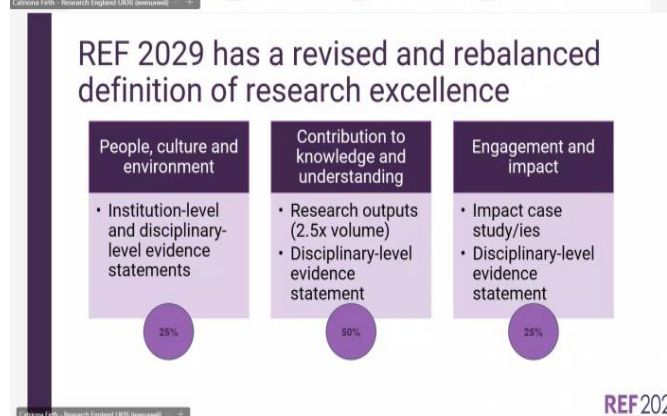 Catriona Firth - Research England UKRI (внешний)
REF 2029 has a revised and rebalanced
definition of research excellence
People, culture and
environment
• Institution-level
and disciplinary-
level evidence
statements
25%
Contribution to
knowledge and
understanding
• Research outputs
(2.5x volume)
• Disciplinary-level
evidence
statement
50%
Engagement and
impact
• Impact case
study/ies
• Disciplinary-level
evidence
statement
25%
Catriona Firth - Research England UKRI (внешний)
REF 202